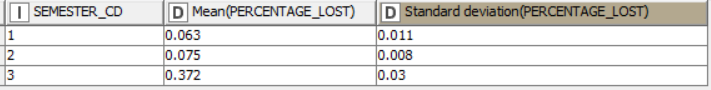 I SEMESTER_CD D Mean(PERCENTAGE_LOST) D Standard deviation(PERCENTAGE_LOST)
1 0.063 0.011
2 0.075 0.008
3 0.372 0.03